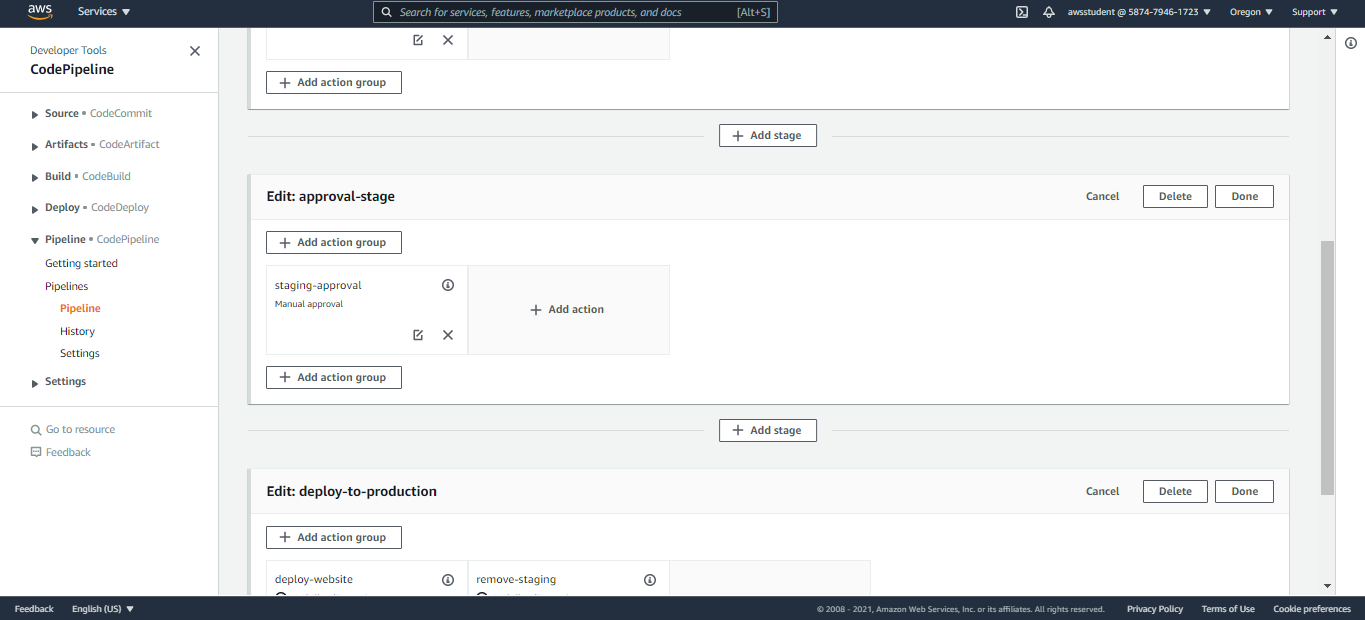 aws
Services
Search for services, features, marketplace products, and docs [Alt+S]
awsstudent @ 5874-7946-1723
Oregon
Support
Developer Tools
CodePipeline
Source • CodeCommit
Artifacts • CodeArtifact
Build • CodeBuild
Deploy • CodeDeploy
Pipeline • CodePipeline
Getting started
Pipelines
Pipeline
History
Settings
Settings
Go to resource
Feedback
Add action group
Add stage
Edit: approval-stage
Cancel
Delete
Done
Add action group
staging-approval
Manual approval
Add action
Add action group
Add stage
Edit: deploy-to-production
Cancel
Delete
Done
Add action group
deploy-website
remove-staging
Feedback
English (US)
© 2008 - 2021, Amazon Web Services, Inc. or its affiliates. All rights reserved.
Privacy Policy
Terms of Use
Cookie preferences